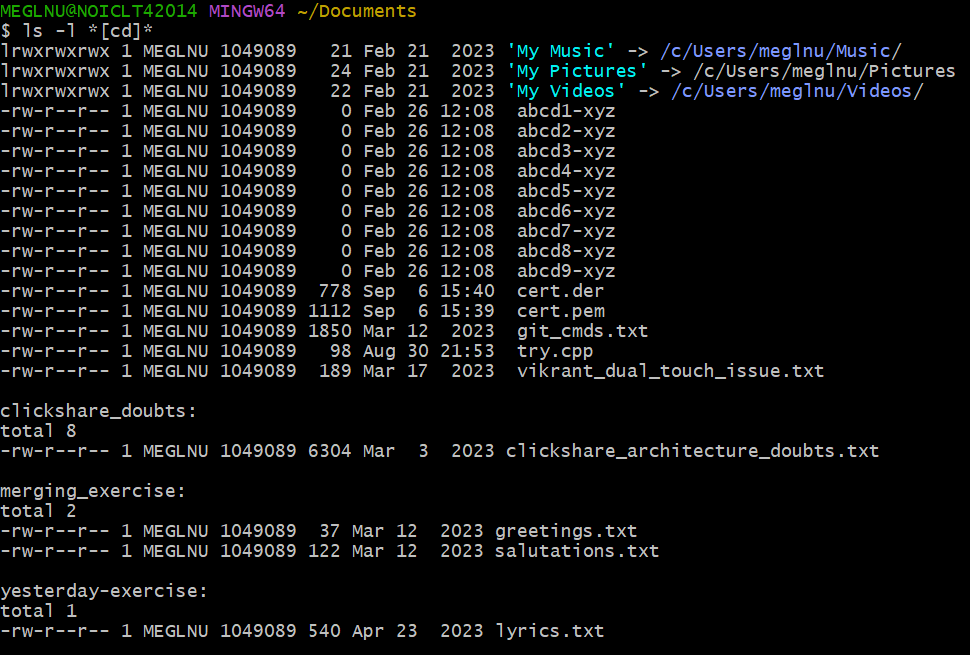 MEGLNU@NOICLT42014 MINGW64 ~/Documents
$ ls -l *[cd]*
lrwxrwxrwx 1 MEGLNU 1049089   21 Feb 21  2023 'My Music' -> /c/Users/meglnu/Music/
lrwxrwxrwx 1 MEGLNU 1049089   24 Feb 21  2023 'My Pictures' -> /c/Users/meglnu/Pictures
lrwxrwxrwx 1 MEGLNU 1049089   22 Feb 21  2023 'My Videos' -> /c/Users/meglnu/Videos/
-rw-r--r-- 1 MEGLNU 1049089    0 Feb 26 12:08  abcd1-xyz
-rw-r--r-- 1 MEGLNU 1049089    0 Feb 26 12:08  abcd2-xyz
-rw-r--r-- 1 MEGLNU 1049089    0 Feb 26 12:08  abcd3-xyz
-rw-r--r-- 1 MEGLNU 1049089    0 Feb 26 12:08  abcd4-xyz
-rw-r--r-- 1 MEGLNU 1049089    0 Feb 26 12:08  abcd5-xyz
-rw-r--r-- 1 MEGLNU 1049089    0 Feb 26 12:08  abcd6-xyz
-rw-r--r-- 1 MEGLNU 1049089    0 Feb 26 12:08  abcd7-xyz
-rw-r--r-- 1 MEGLNU 1049089    0 Feb 26 12:08  abcd8-xyz
-rw-r--r-- 1 MEGLNU 1049089    0 Feb 26 12:08  abcd9-xyz
-rw-r--r-- 1 MEGLNU 1049089  778 Sep  6 15:40  cert.der
-rw-r--r-- 1 MEGLNU 1049089 1112 Sep  6 15:39  cert.pem
-rw-r--r-- 1 MEGLNU 1049089 1850 Mar 12  2023  git_cmds.txt
-rw-r--r-- 1 MEGLNU 1049089   98 Aug 30 21:53  try.cpp
-rw-r--r-- 1 MEGLNU 1049089  189 Mar 17  2023  vikrant_dual_touch_issue.txt

clickshare_doubts:
total 8
-rw-r--r-- 1 MEGLNU 1049089 6304 Mar  3  2023 clickshare_architecture_doubts.txt

merging_exercise:
total 2
-rw-r--r-- 1 MEGLNU 1049089  37 Mar 12  2023 greetings.txt
-rw-r--r-- 1 MEGLNU 1049089 122 Mar 12  2023 salutations.txt

yesterday-exercise:
total 1
-rw-r--r-- 1 MEGLNU 1049089 540 Apr 23  2023 lyrics.txt